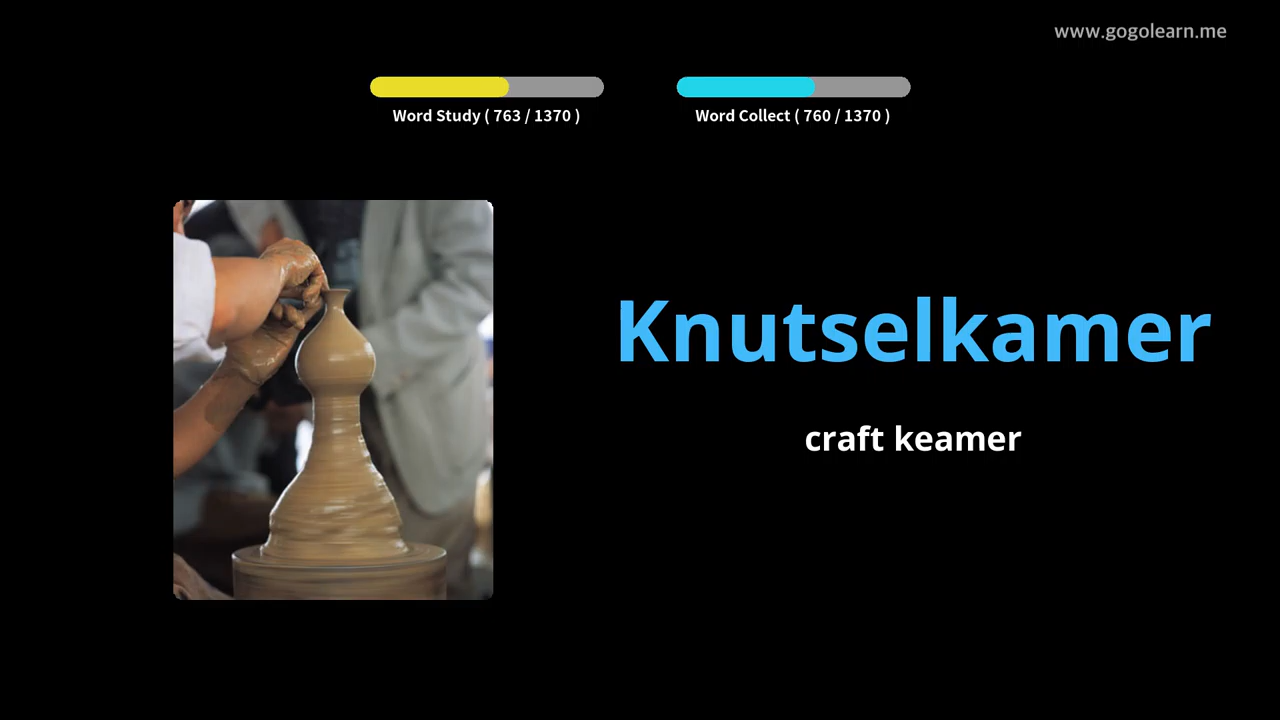 www.gogolearn.me
Word Study ( 763 / 1370 )
Word Collect ( 760 / 1370 )
Knutselkamer
craft keamer